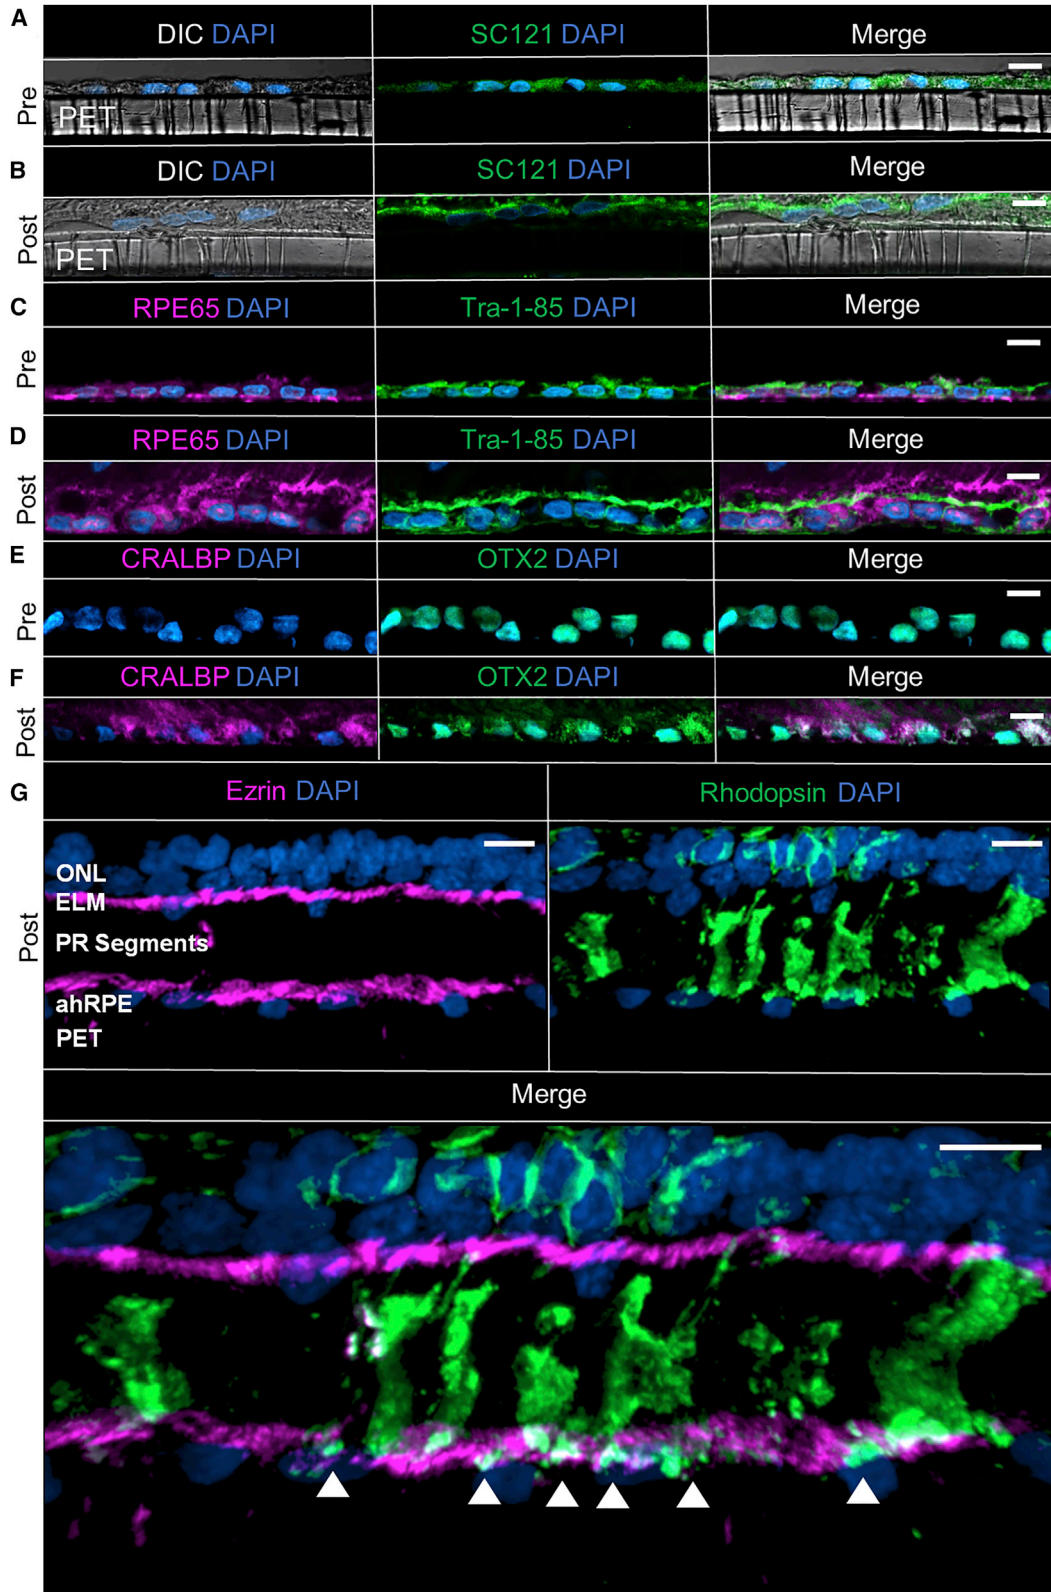 A
DIC DAPI
SC121 DAPI
Merge
Pre
PET
B
DIC DAPI
SC121 DAPI
Merge
Post
PET
C
RPE65 DAPI
Tra-1-85 DAPI
Merge
Pre
D
RPE65 DAPI
Tra-1-85 DAPI
Merge
Post
E
CRALBP DAPI
OTX2 DAPI
Merge
Pre
F
CRALBP DAPI
OTX2 DAPI
Merge
Post
G
Ezrin DAPI
Rhodopsin DAPI
Post
ONL
ELM
PR Segments
ahRPE
PET
Merge